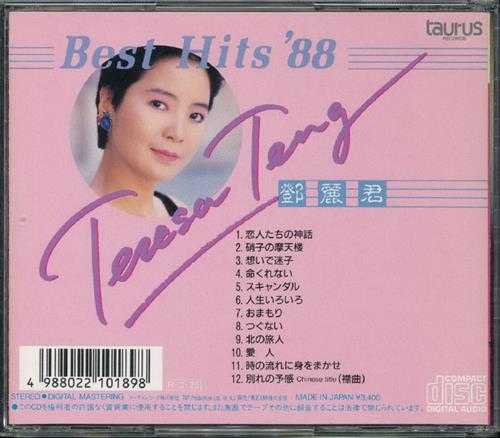 taurus
RECORDS
Best Hits '88
Teresa Teng
鄧麗君
1. 恋人たちの神話
2. 硝子の摩天楼
3. 想いで迷子
4. 命くれない
5. スキャンダル
6. 人生いろいろ
7. おまもり
8. つぐない
9. 北の旅人
10. 愛人
11. 時の流れに身をまかせ
12. 別れの予感 Chinese title (襟曲)
4 988022 101898
STEREO ● DIGITAL MASTERING
MADE IN JAPAN ¥3,400
COMPACT
disc
DIGITAL AUDIO